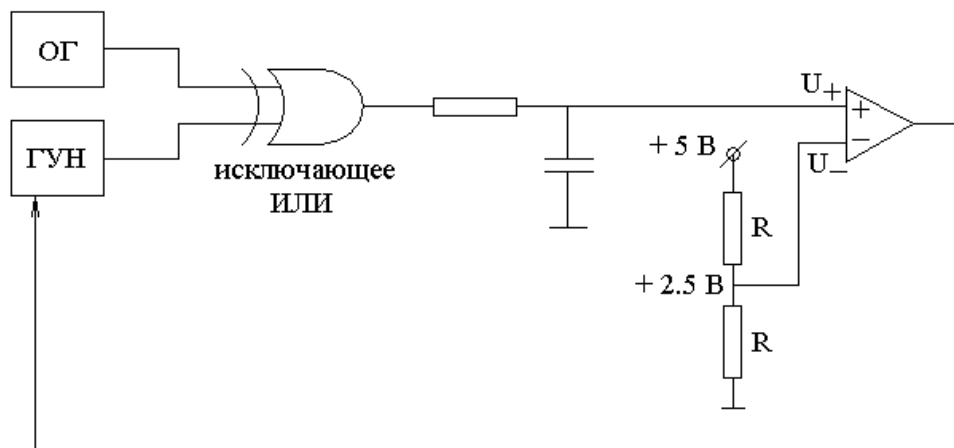 ОГ
ГУН
исключающее
ИЛИ
U+
+
−
U−
+ 5 В
R
+ 2.5 В
R